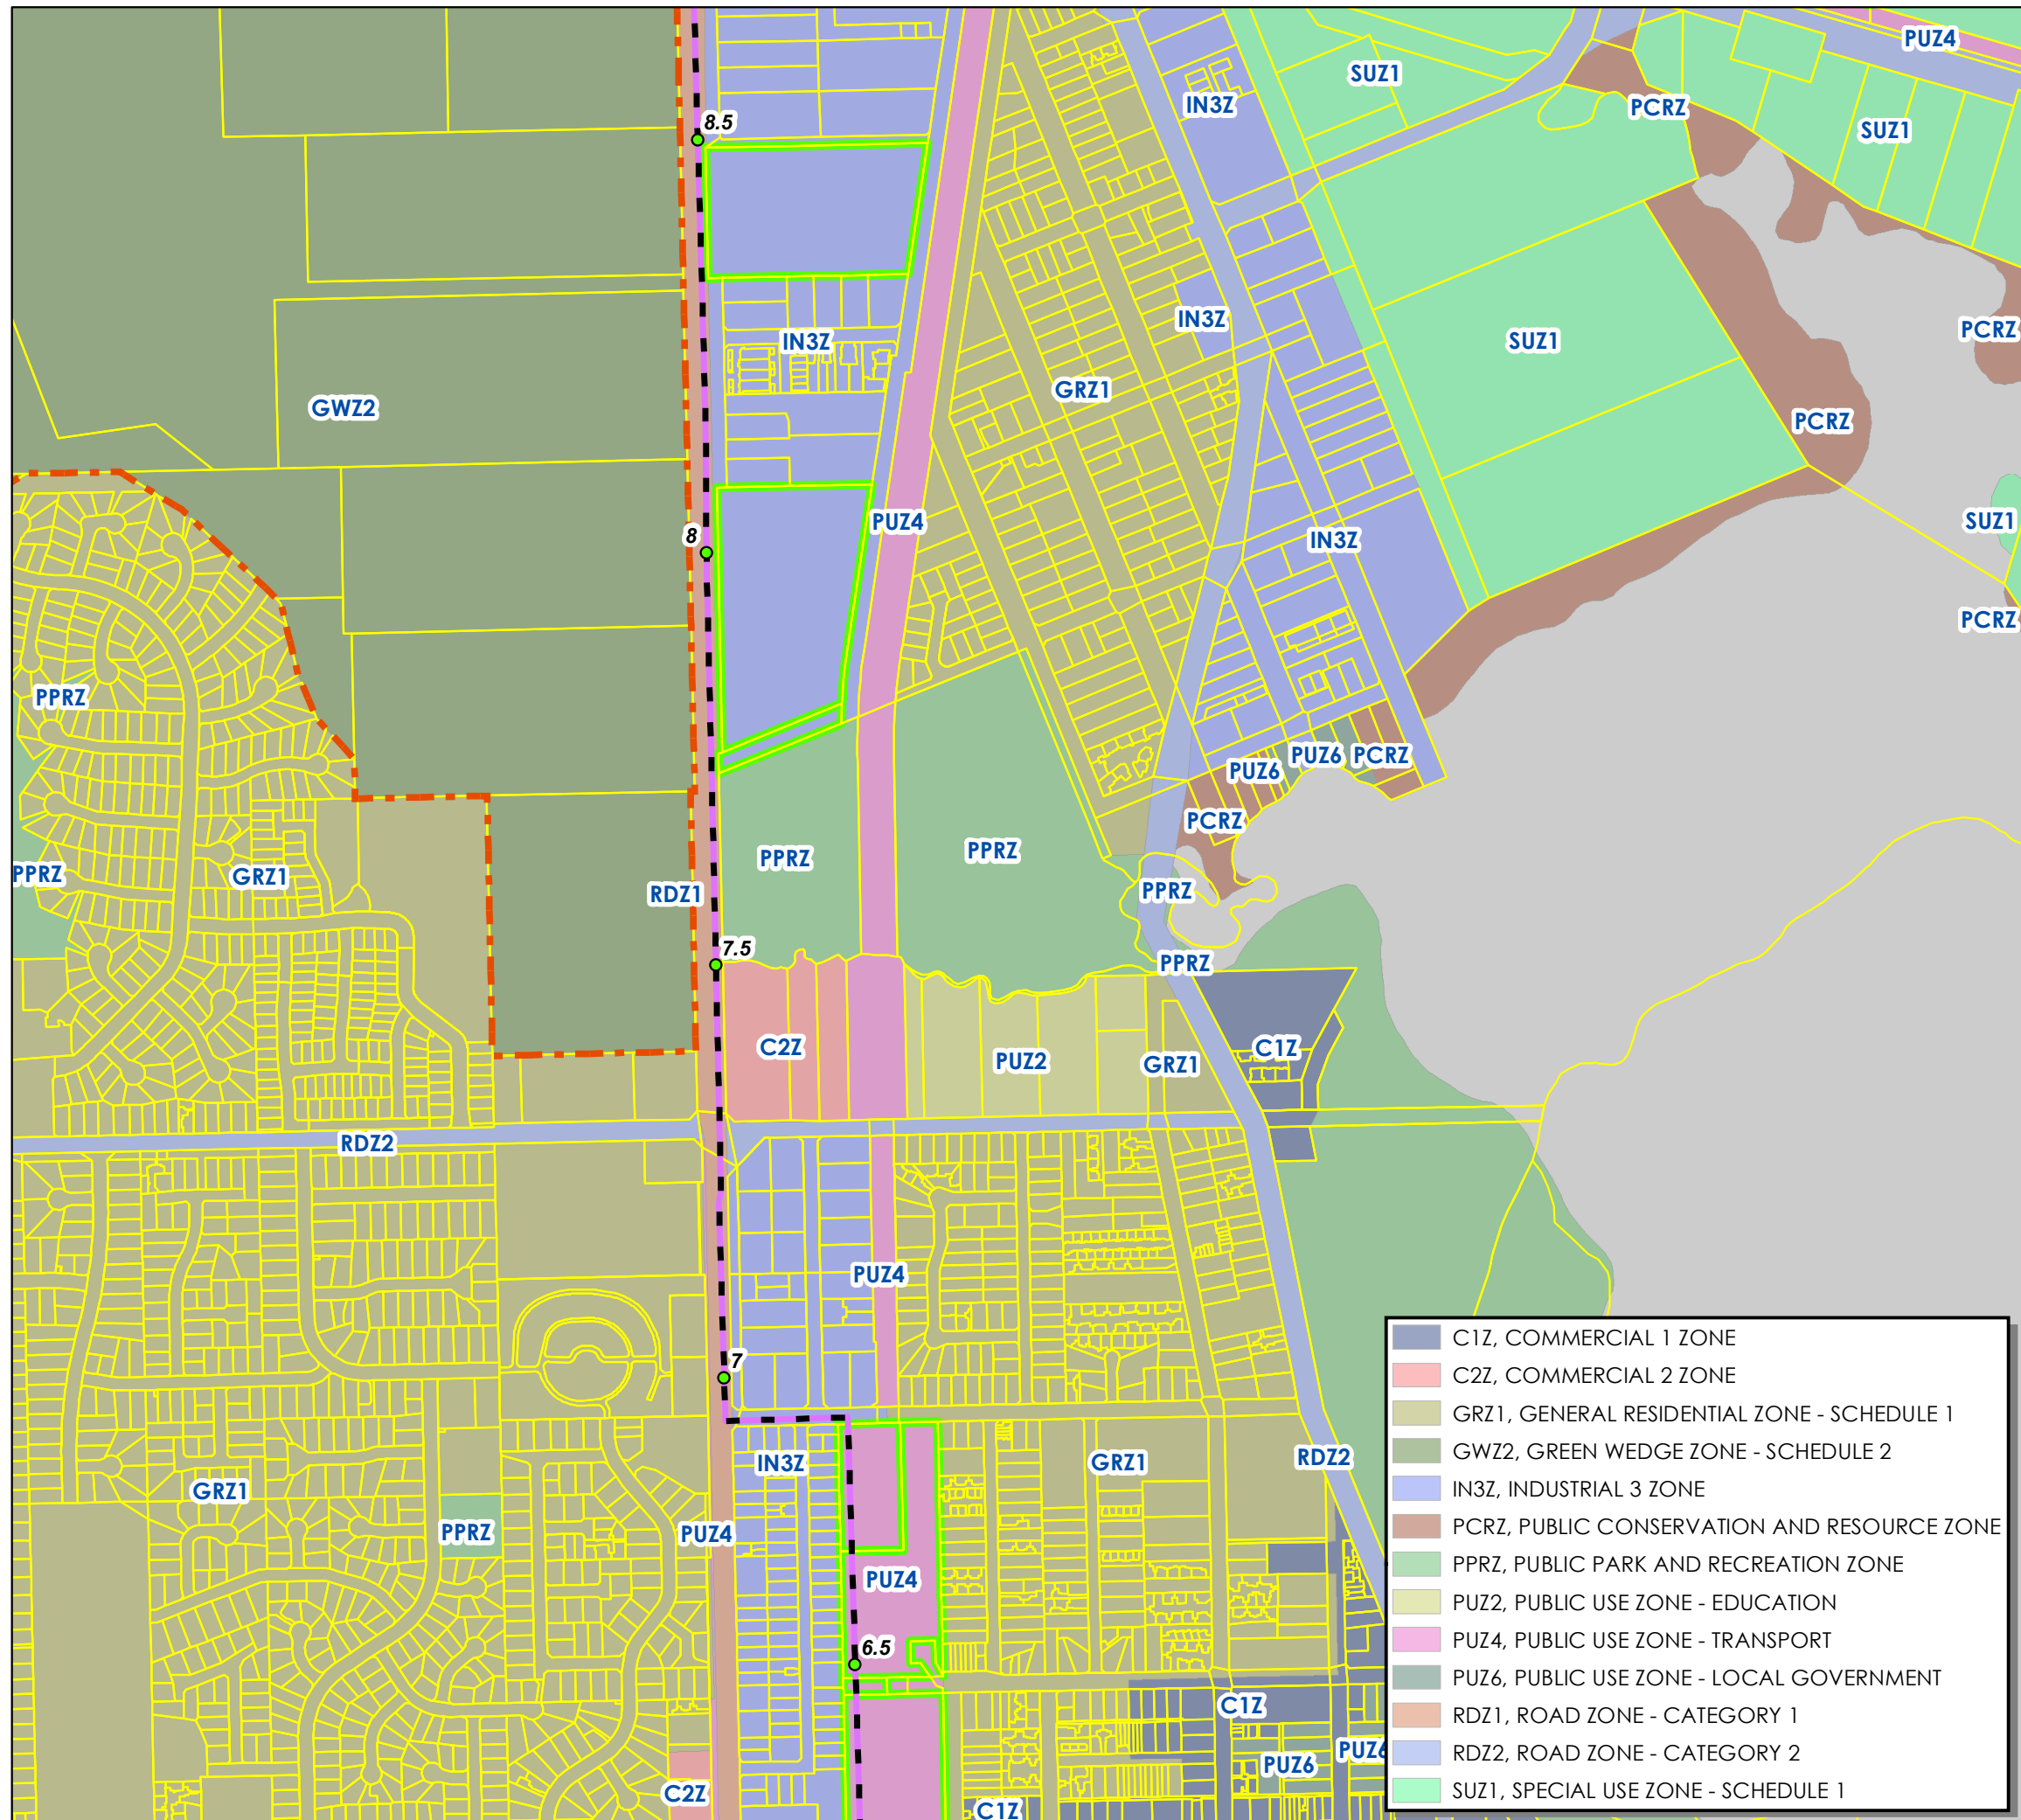 PUZ4
SUZ1
IN3Z
PCRZ
8.5
SUZ1
IN3Z
PCRZ
IN3Z
SUZ1
GRZ1
GWZ2
PCRZ
PUZ4
SUZ1
8
IN3Z
PCRZ
PPRZ
PUZ6
PCRZ
PUZ6
PCRZ
PPRZ
PPRZ
PPRZ
GRZ1
RDZ1
PPRZ
7.5
PPRZ
C2Z
PUZ2
GRZ1
C1Z
RDZ2
PUZ4
7
IN3Z
GRZ1
RDZ2
GRZ1
PPRZ
PUZ4
PUZ4
6.5
C1Z
PUZ6
PUZ6
C2Z
C1Z
C1Z, COMMERCIAL 1 ZONE
C2Z, COMMERCIAL 2 ZONE
GRZ1, GENERAL RESIDENTIAL ZONE - SCHEDULE 1
GWZ2, GREEN WEDGE ZONE - SCHEDULE 2
IN3Z, INDUSTRIAL 3 ZONE
PCRZ, PUBLIC CONSERVATION AND RESOURCE ZONE
PPRZ, PUBLIC PARK AND RECREATION ZONE
PUZ2, PUBLIC USE ZONE - EDUCATION
PUZ4, PUBLIC USE ZONE - TRANSPORT
PUZ6, PUBLIC USE ZONE - LOCAL GOVERNMENT
RDZ1, ROAD ZONE - CATEGORY 1
RDZ2, ROAD ZONE - CATEGORY 2
SUZ1, SPECIAL USE ZONE - SCHEDULE 1